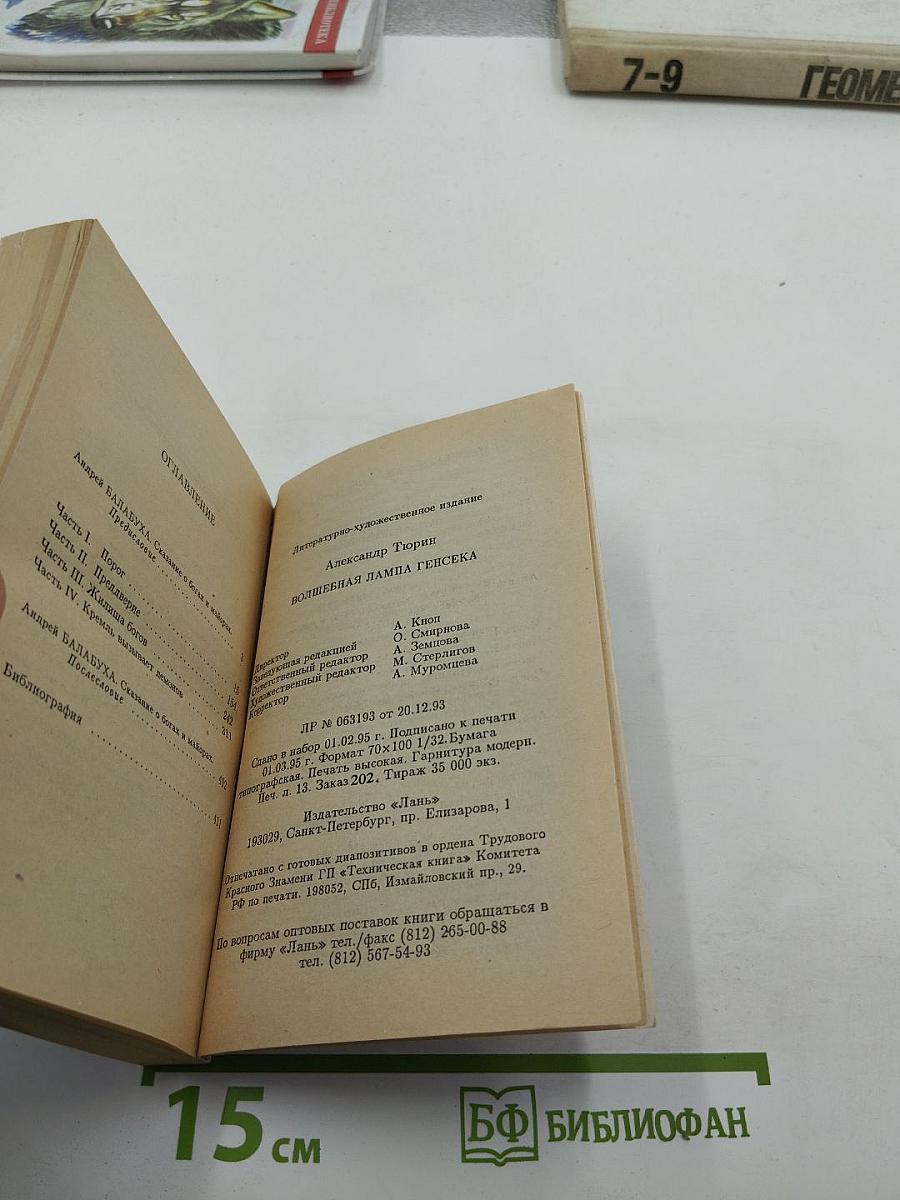 БИБЛИОТЕКА
7-9
ГЕОМЕ
ОГЛАВЛЕНИЕ
Андрей БАЛАБУХА. Сказание о богах и майорах.
Предисловие
Часть I. Порог
Часть II. Преддверие
Часть III. Жилища богов
Часть IV. Кремль вызывает демонов
Андрей БАЛАБУХА. Сказание о богах и майорах.
Послесловие
Библиография
15
154
242
311
402
411
Литературно-художественное издание
Александр Тюрин
ВОЛШЕБНАЯ ЛАМПА ГЕНСЕКА
Директор А. Кноп
Заведующая редакцией О. Смирнова
Ответственный редактор А. Земцова
Художественный редактор М. Стерлигов
Корректор А. Муромцева
ЛР № 063193 от 20.12.93
Сдано в набор 01.02.95 г. Подписано к печати
01.03.95 г. Формат 70×100 1/32. Бумага
типографская. Печать высокая. Гарнитура модерн.
Печ. л. 13. Заказ 202. Тираж 35 000 экз.
Издательство «Лань»
193029, Санкт-Петербург, пр. Елизарова, 1
Отпечатано с готовых диапозитивов в ордена Трудового
Красного Знамени ГП «Техническая книга» Комитета
РФ по печати. 198052, СПб, Измайловский пр., 29.
По вопросам оптовых поставок книги обращаться в
фирму «Лань» тел./факс (812) 265-00-88
тел. (812) 567-54-93
15 см
БФ БИБЛИОФАН